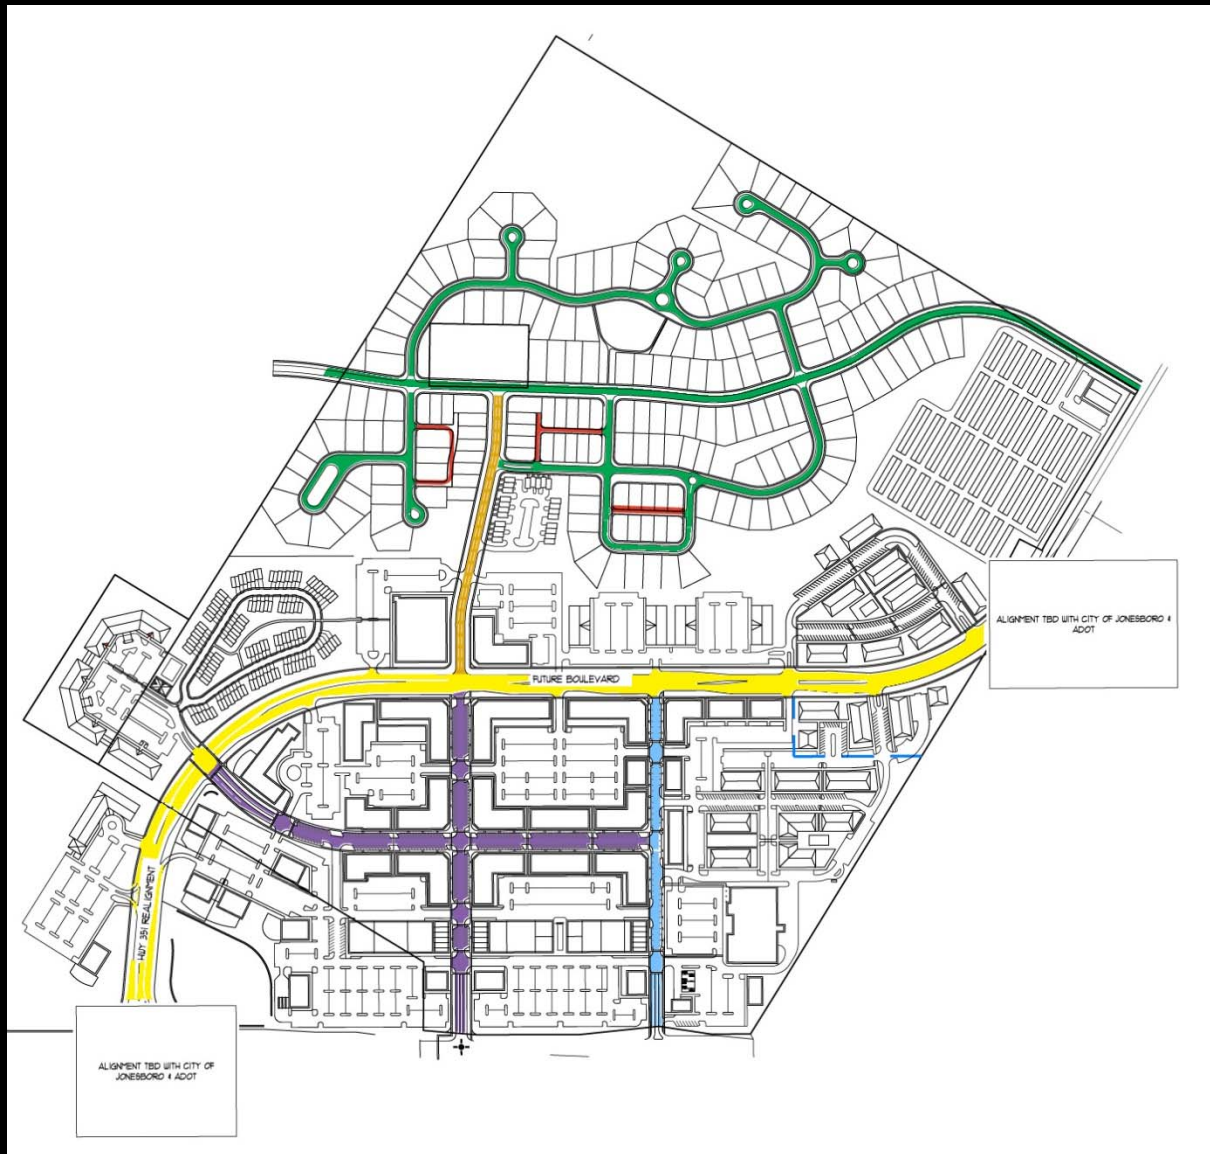 ALIGNMENT TBD WITH CITY OF JONESBORO &
ADOT
FUTURE BOULEVARD
HWY 351 REALIGNMENT
ALIGNMENT TBD WITH CITY OF
JONESBORO & ADOT